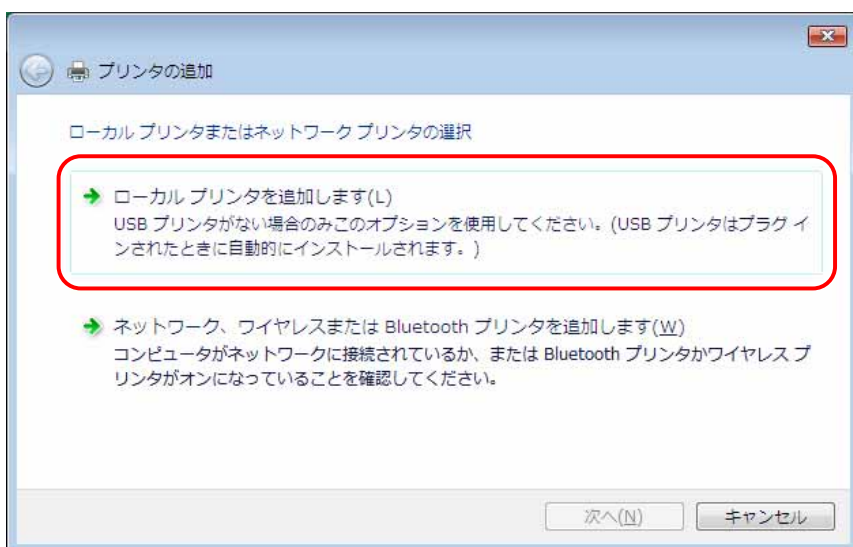 プリンタの追加
ローカル プリンタまたはネットワーク プリンタの選択
ローカル プリンタを追加します(L)
USB プリンタがない場合のみこのオプションを使用してください。(USB プリンタはプラグ イ
ンされたときに自動的にインストールされます。)
ネットワーク、ワイヤレスまたは Bluetooth プリンタを追加します(W)
コンピュータがネットワークに接続されているか、または Bluetooth プリンタかワイヤレス プ
リンタがオンになっていることを確認してください。
次へ(N)
キャンセル